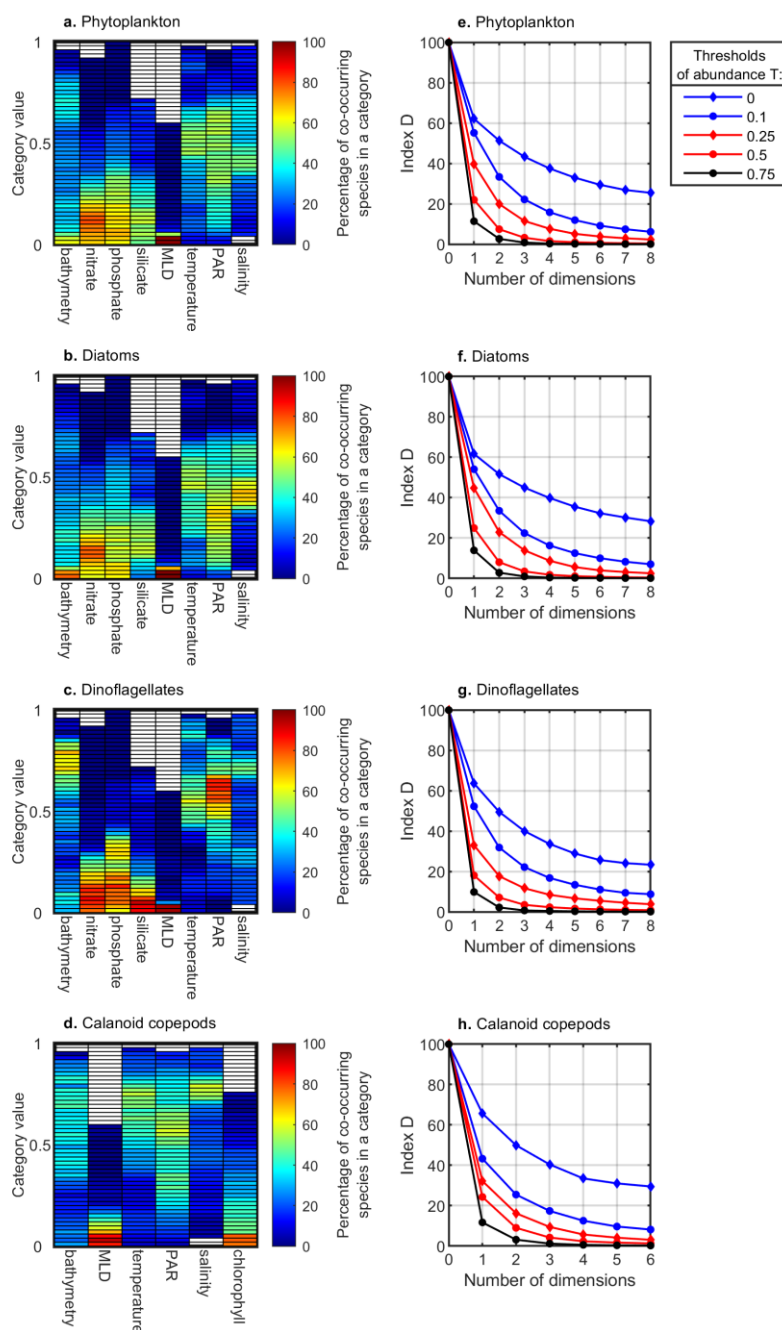 a. Phytoplankton
1
0.5
0
Category value
bathymetry
nitrate
phosphate
silicate
MLD
temperature
PAR
salinity
100
80
60
40
20
0
Percentage of co-occurring
species in a category
e. Phytoplankton
100
80
60
40
20
0
Index D
0 1 2 3 4 5 6 7 8
Number of dimensions
Thresholds
of abundance T:
0
0.1
0.25
0.5
0.75
b. Diatoms
1
0.5
0
Category value
bathymetry
nitrate
phosphate
silicate
MLD
temperature
PAR
salinity
100
80
60
40
20
0
Percentage of co-occurring
species in a category
f. Diatoms
100
80
60
40
20
0
Index D
0 1 2 3 4 5 6 7 8
Number of dimensions
c. Dinoflagellates
1
0.5
0
Category value
bathymetry
nitrate
phosphate
silicate
MLD
temperature
PAR
salinity
100
80
60
40
20
0
Percentage of co-occurring
species in a category
g. Dinoflagellates
100
80
60
40
20
0
Index D
0 1 2 3 4 5 6 7 8
Number of dimensions
d. Calanoid copepods
1
0.5
0
Category value
bathymetry
MLD
temperature
PAR
salinity
chlorophyll
100
80
60
40
20
0
Percentage of co-occurring
species in a category
h. Calanoid copepods
100
80
60
40
20
0
Index D
0 1 2 3 4 5 6
Number of dimensions